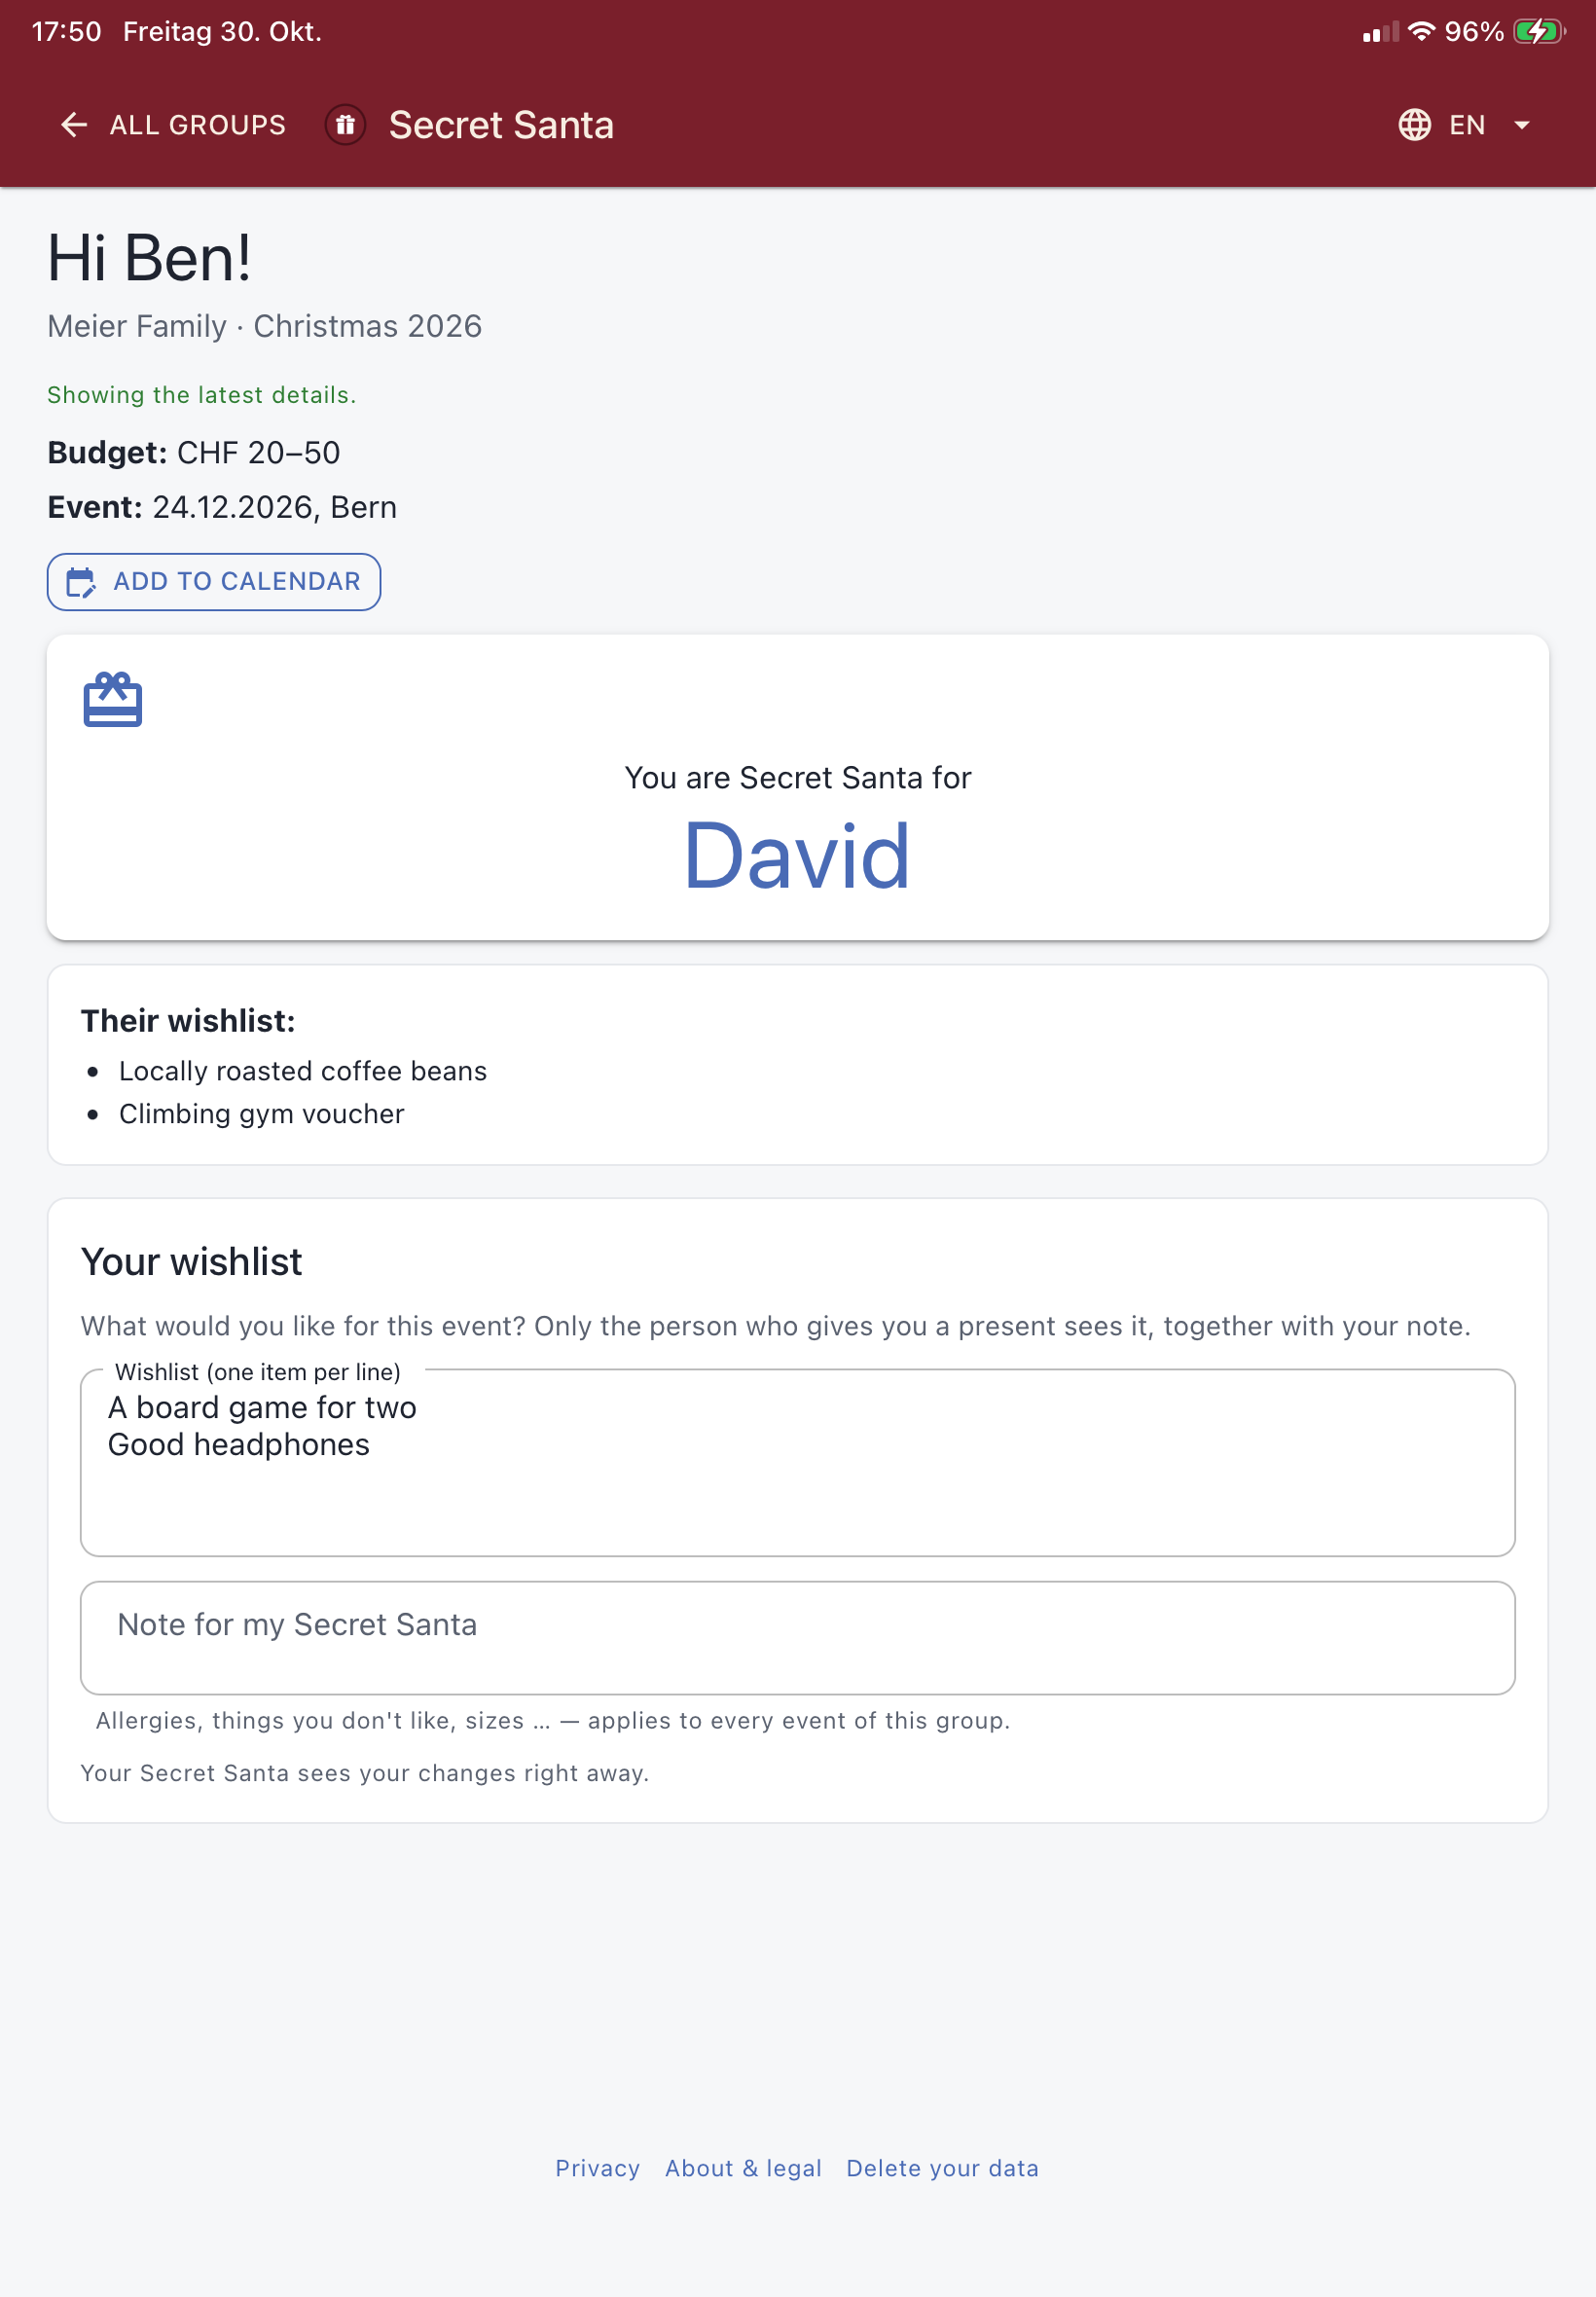 17:50 Freitag 30. Okt. 96%
ALL GROUPS Secret Santa EN
Hi Ben!
Meier Family · Christmas 2026
Showing the latest details.
Budget: CHF 20–50
Event: 24.12.2026, Bern
ADD TO CALENDAR
You are Secret Santa for
David
Their wishlist:
• Locally roasted coffee beans
• Climbing gym voucher
Your wishlist
What would you like for this event? Only the person who gives you a present sees it, together with your note.
Wishlist (one item per line)
A board game for two
Good headphones
Note for my Secret Santa
Allergies, things you don't like, sizes … — applies to every event of this group.
Your Secret Santa sees your changes right away.
Privacy About & legal Delete your data